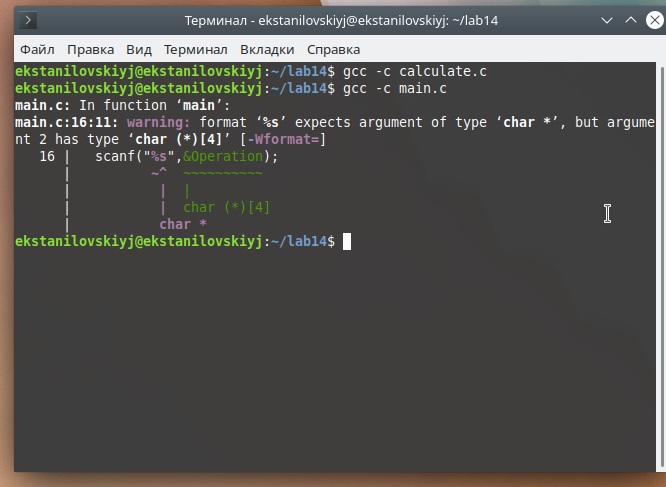 Терминал - ekstanilovskiyj@ekstanilovskiyj: ~/lab14
Файл Правка Вид Терминал Вкладки Справка
ekstanilovskiyj@ekstanilovskiyj:~/lab14$ gcc -c calculate.c
ekstanilovskiyj@ekstanilovskiyj:~/lab14$ gcc -c main.c
main.c: In function ‘main’:
main.c:16:11: warning: format ‘%s’ expects argument of type ‘char *’, but argume
nt 2 has type ‘char (*)[4]’ [-Wformat=]
   16 |   scanf("%s",&Operation);
      |          ~^  ~~~~~~~~~~
      |           |  |
      |           |  char (*)[4]
      |           char *
ekstanilovskiyj@ekstanilovskiyj:~/lab14$